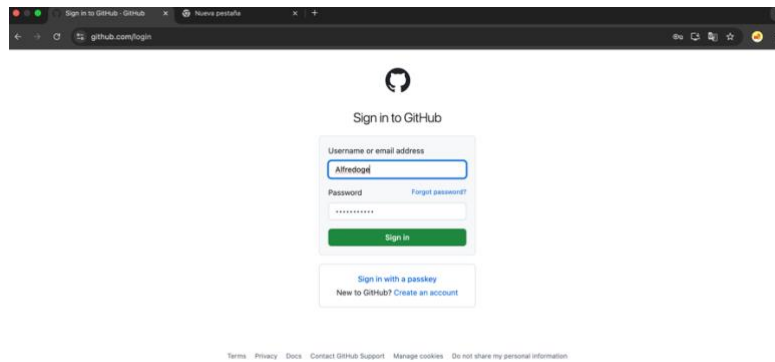 Sign in to GitHub · GitHub
Nueva pestaña
github.com/login
Sign in to GitHub
Username or email address
Alfredoge
Password Forgot password?
Sign in
Sign in with a passkey
New to GitHub? Create an account
Terms Privacy Docs Contact GitHub Support Manage cookies Do not share my personal information